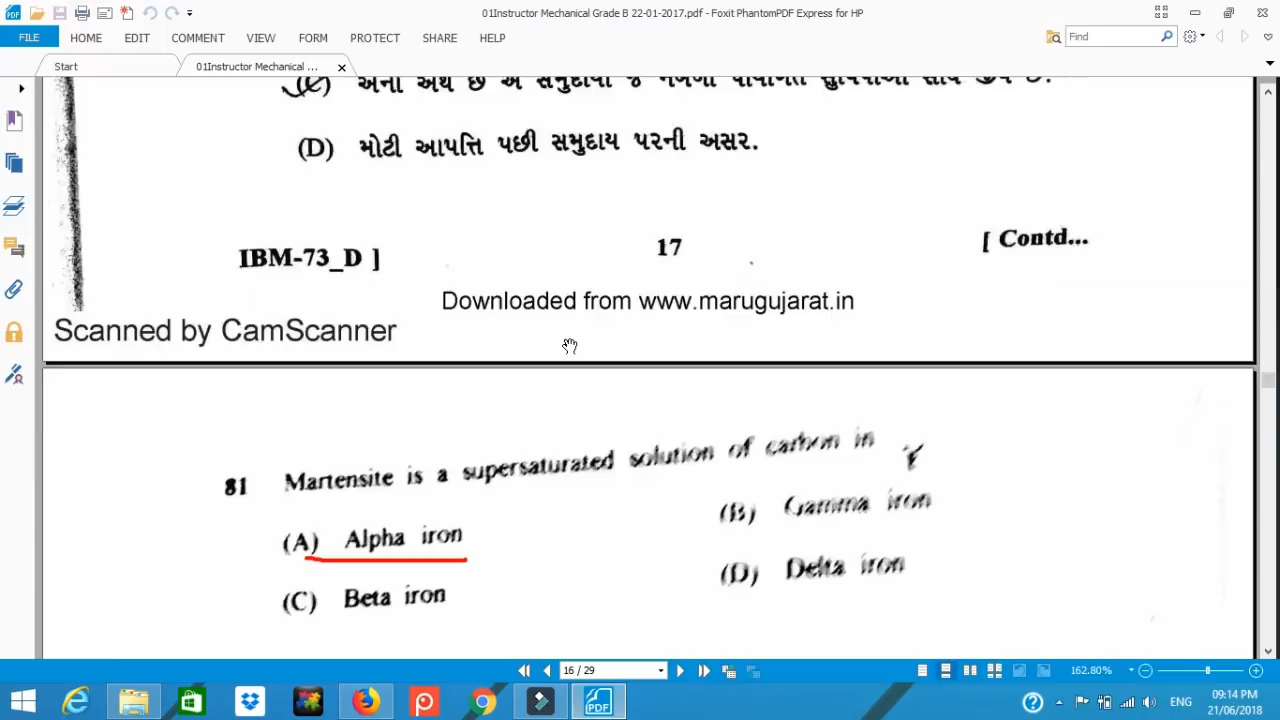 01Instructor Mechanical Grade B 22-01-2017.pdf - Foxit PhantomPDF Express for HP
FILE HOME EDIT COMMENT VIEW FORM PROTECT SHARE HELP
Find
Start
01Instructor Mechanical ...
(D) મોટી આપત્તિ પછી સમુદાય પરની અસર.
IBM-73_D ]
17
[ Contd...
Downloaded from www.marugujarat.in
Scanned by CamScanner
81 Martensite is a supersaturated solution of carbon in
(A) Alpha iron
(B) Gamma iron
(C) Beta iron
(D) Delta iron
16 / 29
162.80%
ENG
09:14 PM
21/06/2018